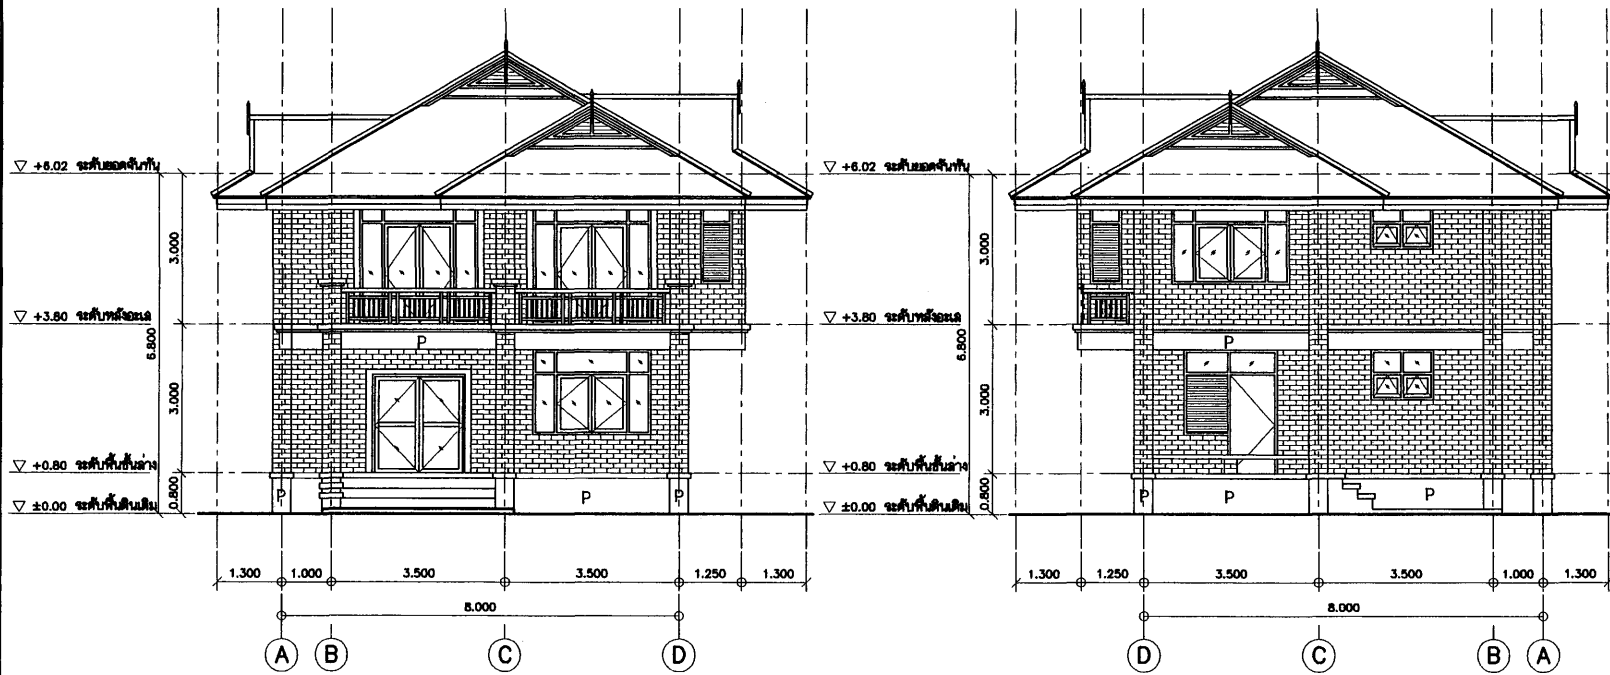 +6.02 ระดับยอดจันทัน
3.000
+3.80 ระดับหลังอะเส
6.800
P
3.000
+0.80 ระดับพื้นชั้นล่าง
0.800
P P P
±0.00 ระดับพื้นดินเดิม
1.300 1.000 3.500 3.500 1.250 1.300
8.000
A B C D
+6.02 ระดับยอดจันทัน
3.000
+3.80 ระดับหลังอะเส
6.800
P
3.000
+0.80 ระดับพื้นชั้นล่าง
0.800
P P P
±0.00 ระดับพื้นดินเดิม
1.300 1.250 3.500 3.500 1.000 1.300
8.000
D C B A